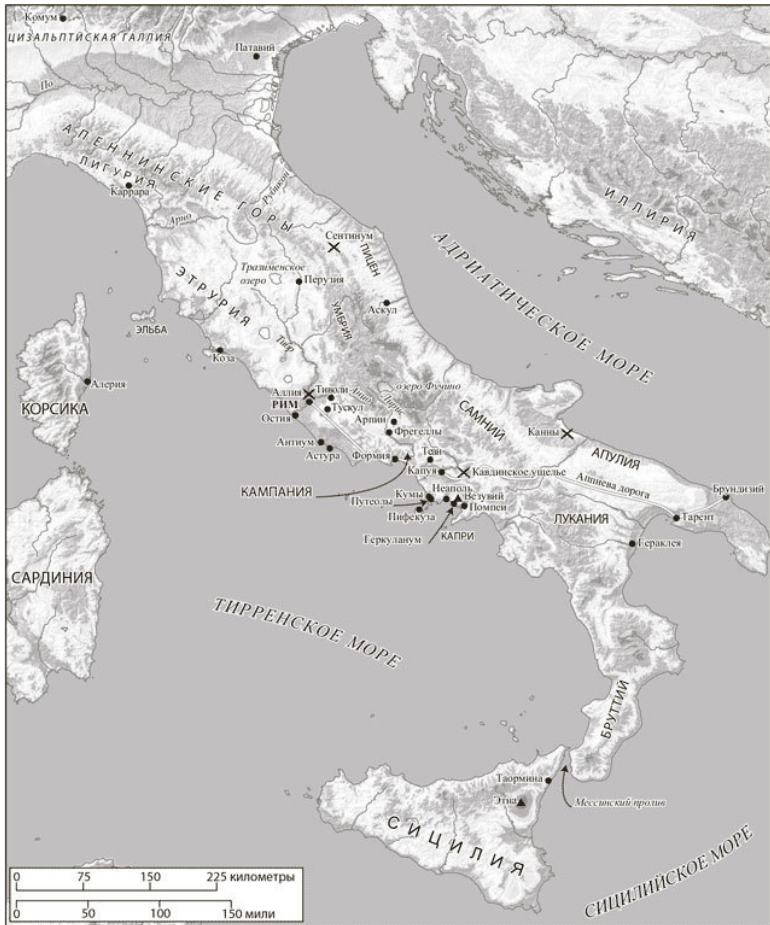 Комум
ЦИЗАЛЬПТЙСКАЯ ГАЛЛИЯ
Патавий
По
АПЕННИНСКИЕ ГОРЫ
ЛИГУРИЯ
Каррара
Рубикон
Арно
ИЛЛИРИЯ
Сентинум
ПИЦЕН
АДРИАТИЧЕСКОЕ МОРЕ
Тразименское
озеро
Перузия
ЭТРУРИЯ
Аскул
УМБРИЯ
ЭЛЬБА
Тибр
Коза
Алерия
КОРСИКА
Аллия
Тиволи
Анио
Лирис
озеро Фучино
РИМ
Тускул
Остия
Арпин
Фрегеллы
САМНИЙ
Канны
Антиум
Астура
Формия
Теан
Капуя
Кавдинское ущелье
АПУЛИЯ
Аппиева дорога
Брундизий
КАМПАНИЯ
Неаполь
Кумы
Везувий
Путеолы
Помпеи
Пифекуза
Геркуланум
КАПРИ
ЛУКАНИЯ
Тарент
Гераклея
САРДИНИЯ
ТИРРЕНСКОЕ МОРЕ
БРУТТИЙ
Таормина
Этна
Мессинский пролив
СИЦИЛИЯ
СИЦИЛИЙСКОЕ МОРЕ
0 75 150 225 километры
0 50 100 150 мили